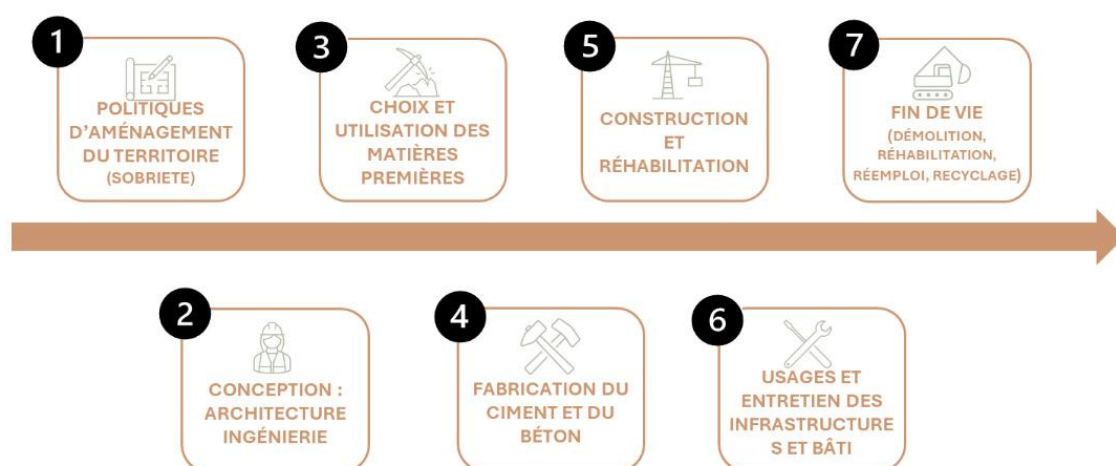 1
POLITIQUES
D'AMÉNAGEMENT
DU TERRITOIRE
(SOBRIETE)
2
CONCEPTION :
ARCHITECTURE
INGÉNIERIE
3
CHOIX ET
UTILISATION DES
MATIÈRES
PREMIÈRES
4
FABRICATION DU
CIMENT ET DU
BÉTON
5
CONSTRUCTION
ET
RÉHABILITATION
6
USAGES ET
ENTRETIEN DES
INFRASTRUCTURE
S ET BÂTI
7
FIN DE VIE
(DÉMOLITION,
RÉHABILITATION,
RÉEMPLOI, RECYCLAGE)